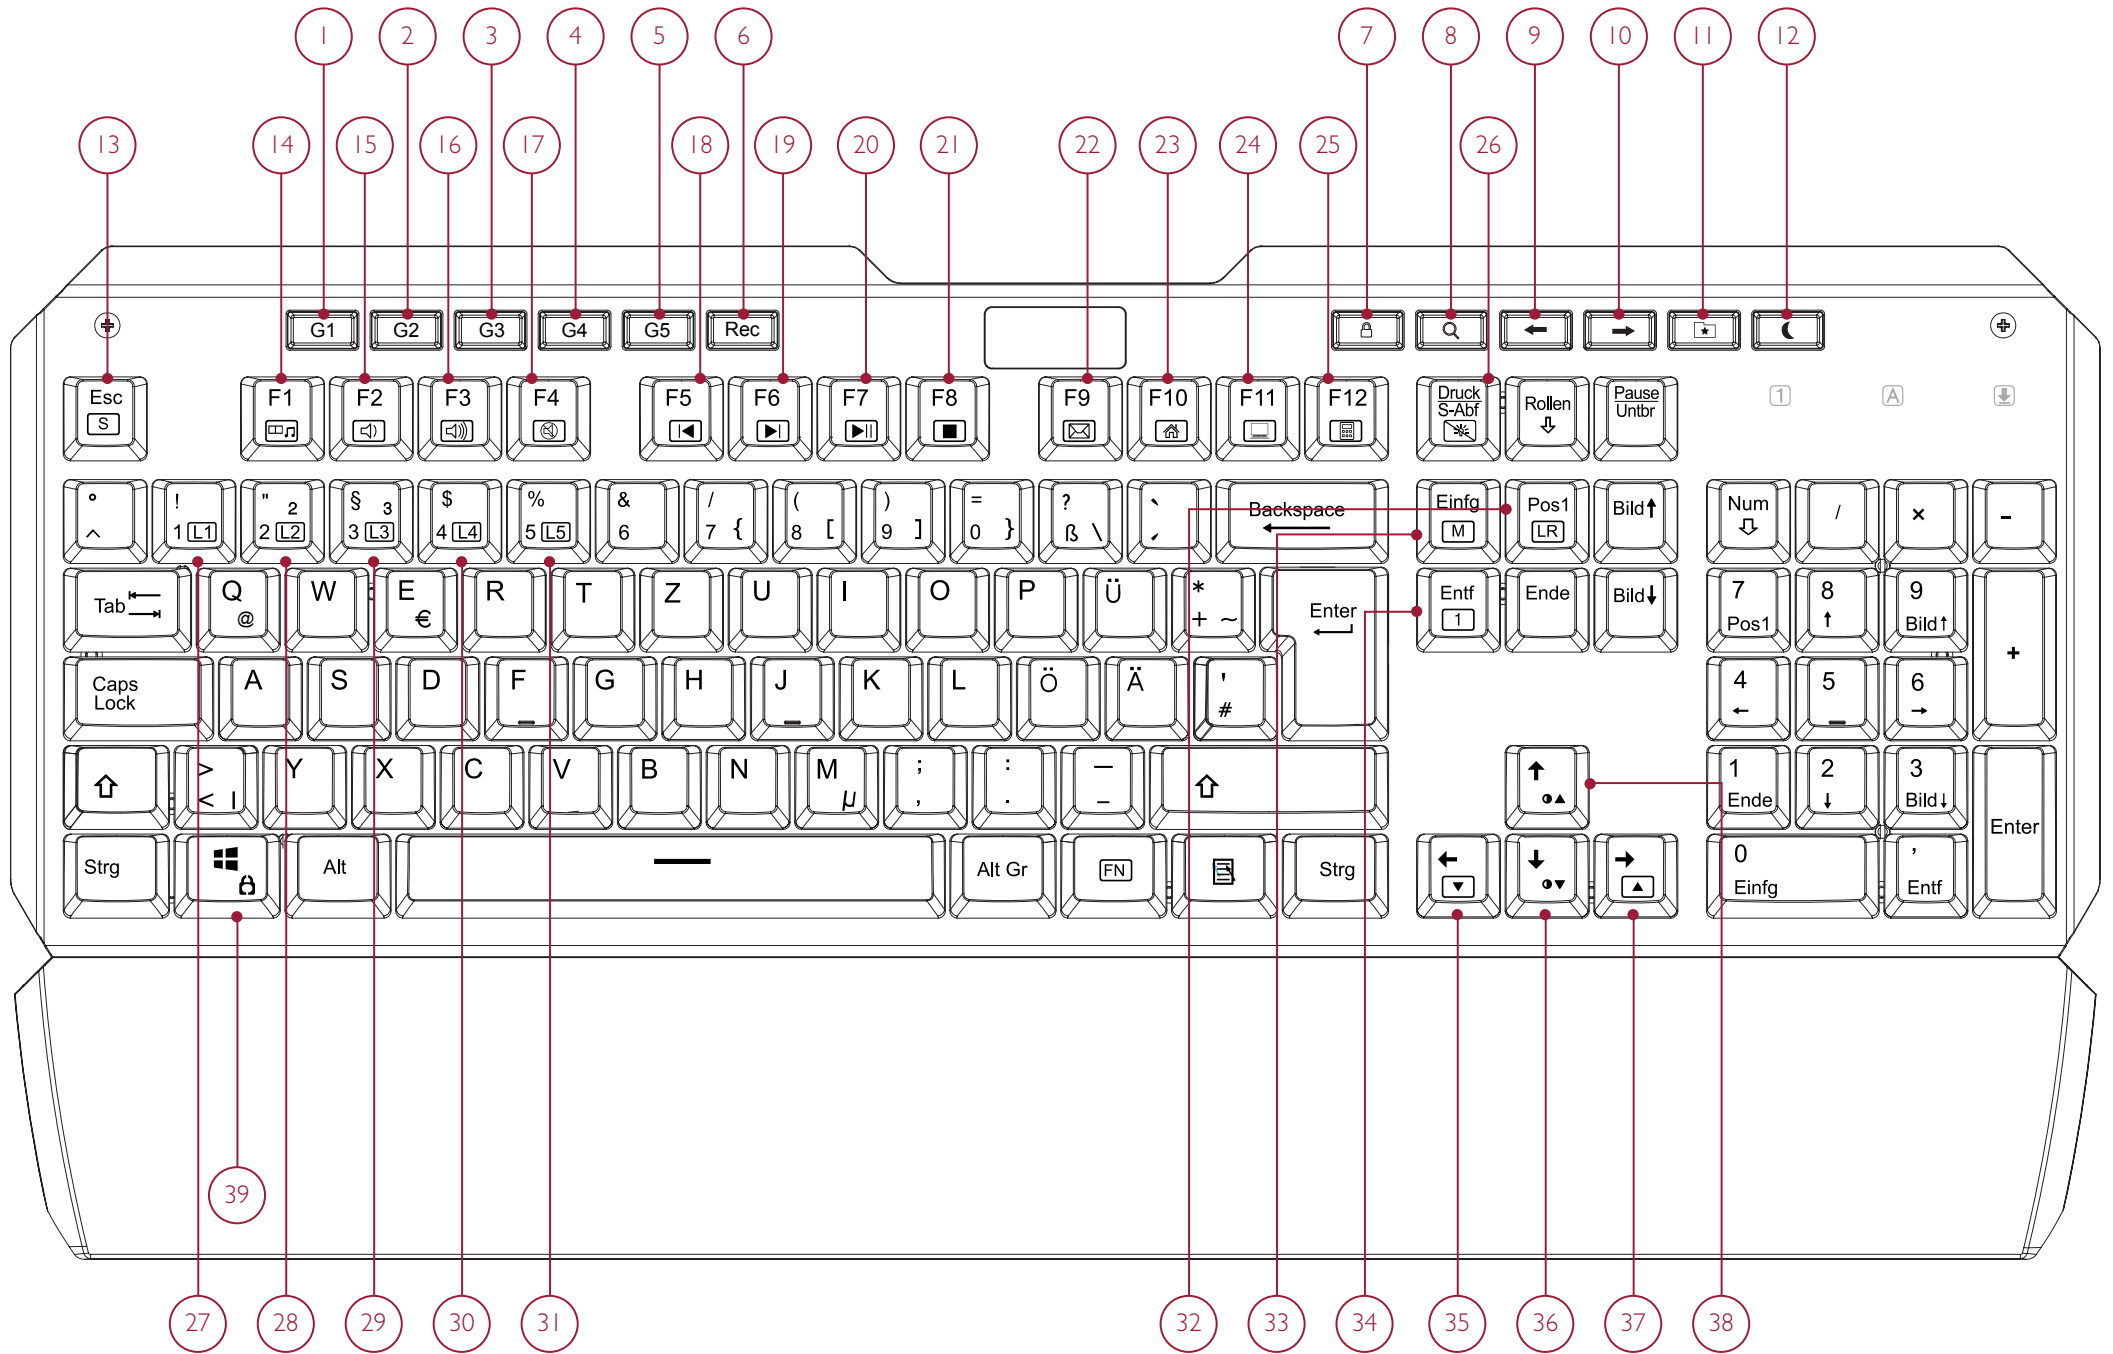 1 2 3 4 5 6 7 8 9 10 11 12
13 14 15 16 17 18 19 20 21 22 23 24 25 26
G1 G2 G3 G4 G5 Rec
Esc F1 F2 F3 F4 F5 F6 F7 F8 F9 F10 F11 F12 Druck Rollen Pause
S S-Abf Untbr
1 A
° ! " 2 § 3 $ % & / ( ) = ? ` Backspace Einfg Pos1 Bild↑ Num / × -
^ 1 L1 2 L2 3 L3 4 L4 5 L5 6 7 { 8 [ 9 ] 0 } ß \ ´ ← M LR ⇩
Tab Q W E R T Z U I O P Ü * Enter Entf Ende Bild↓ 7 8 9 +
@ € + ~ 1 Pos1 ↑ Bild↑
Caps A S D F G H J K L Ö Ä ' 4 5 6
Lock # ← →
⇧ > Y X C V B N M ; : — ⇧ ↑ 1 2 3 Enter
< | µ , . – ◑▲ Ende ↓ Bild↓
Strg Alt Alt Gr FN Strg ← ↓ → 0 ,
▼ ◑▼ ▲ Einfg Entf
39
27 28 29 30 31 32 33 34 35 36 37 38